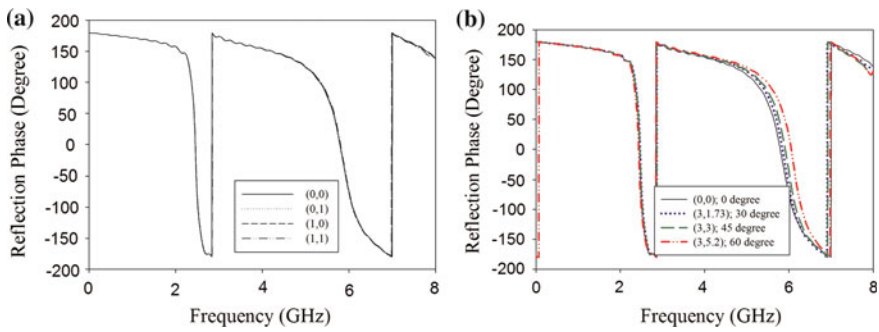 (a)
200
150
100
50
0
-50
-100
-150
-200
Reflection Phase (Degree)
0 2 4 6 8
Frequency (GHz)
(0,0)
(0,1)
(1,0)
(1,1)
(b)
200
150
100
50
0
-50
-100
-150
-200
Reflection Phase (Degree)
0 2 4 6 8
Frequency (GHz)
(0,0); 0 degree
(3,1.73); 30 degree
(3,3); 45 degree
(3,5.2); 60 degree